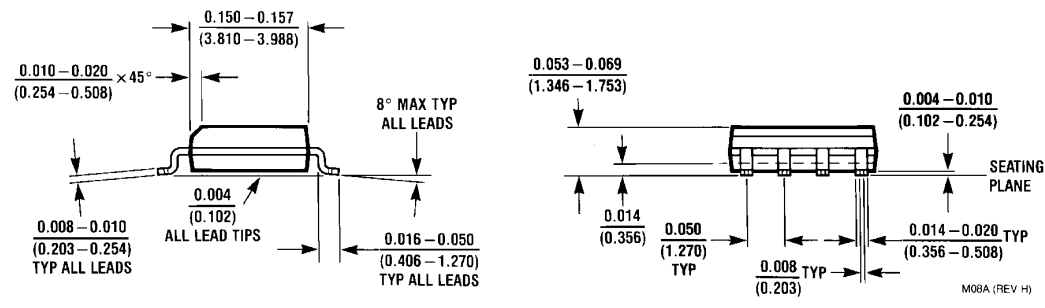 0.150 – 0.157
(3.810 – 3.988)
0.010 – 0.020
(0.254 – 0.508)
× 45°
8° MAX TYP
ALL LEADS
0.004
(0.102)
ALL LEAD TIPS
0.008 – 0.010
(0.203 – 0.254)
TYP ALL LEADS
0.016 – 0.050
(0.406 – 1.270)
TYP ALL LEADS
0.053 – 0.069
(1.346 – 1.753)
0.004 – 0.010
(0.102 – 0.254)
SEATING
PLANE
0.014
(0.356)
0.050
(1.270)
TYP
0.014 – 0.020
(0.356 – 0.508)
TYP
0.008
(0.203)
TYP
M08A (REV H)